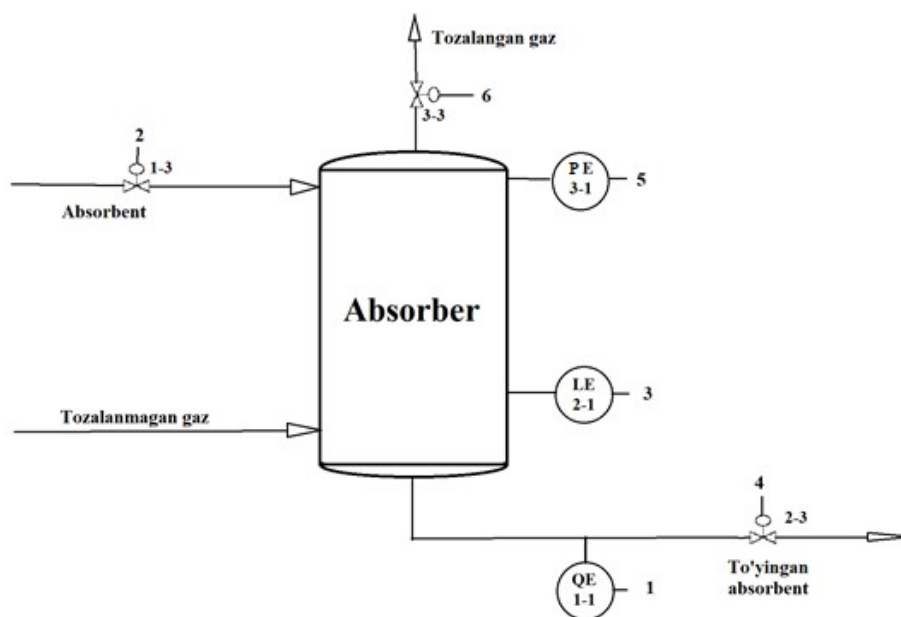 Tozalangan gaz
6
3-3
2
1-3
Absorbent
P E
3-1
5
Absorber
LE
2-1
3
Tozalanmagan gaz
4
2-3
To'yingan
absorbent
QE
1-1
1